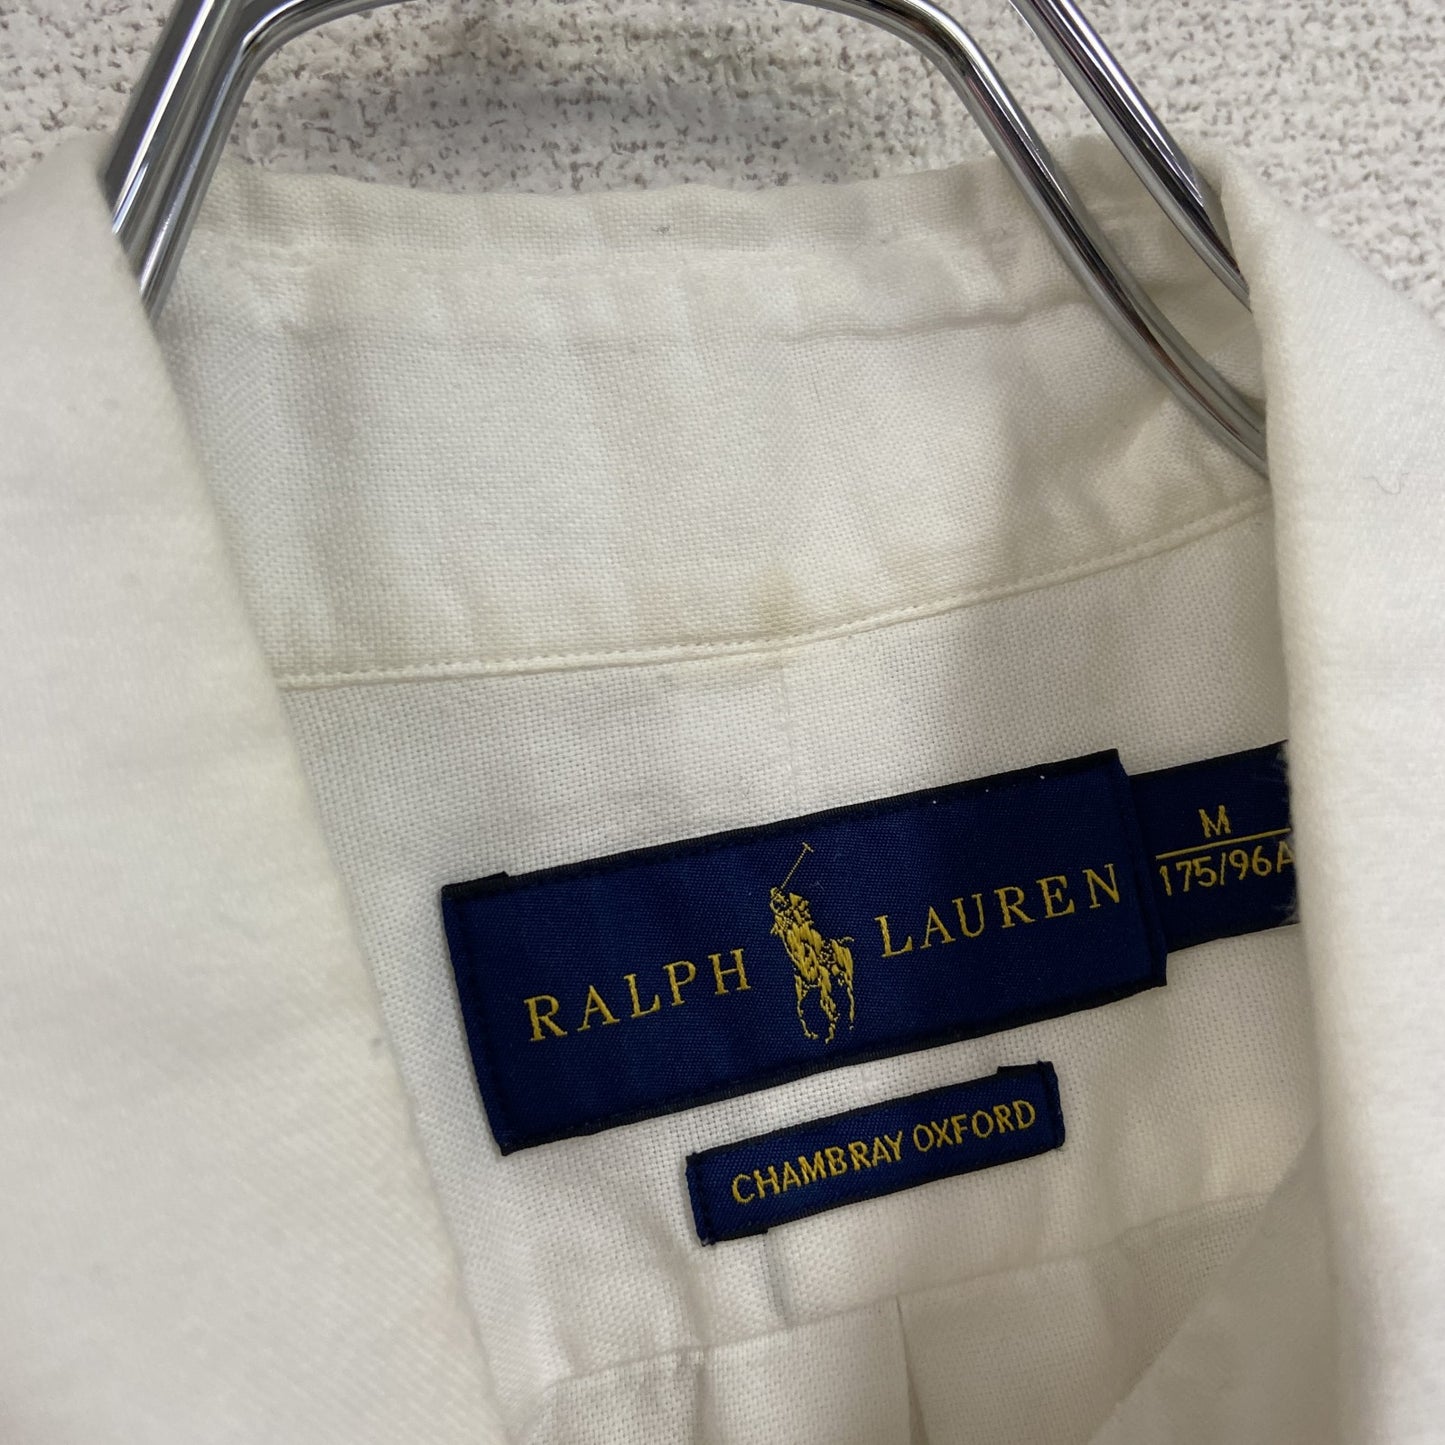 RALPH LAUREN
M
175/96A
CHAMBRAY OXFORD